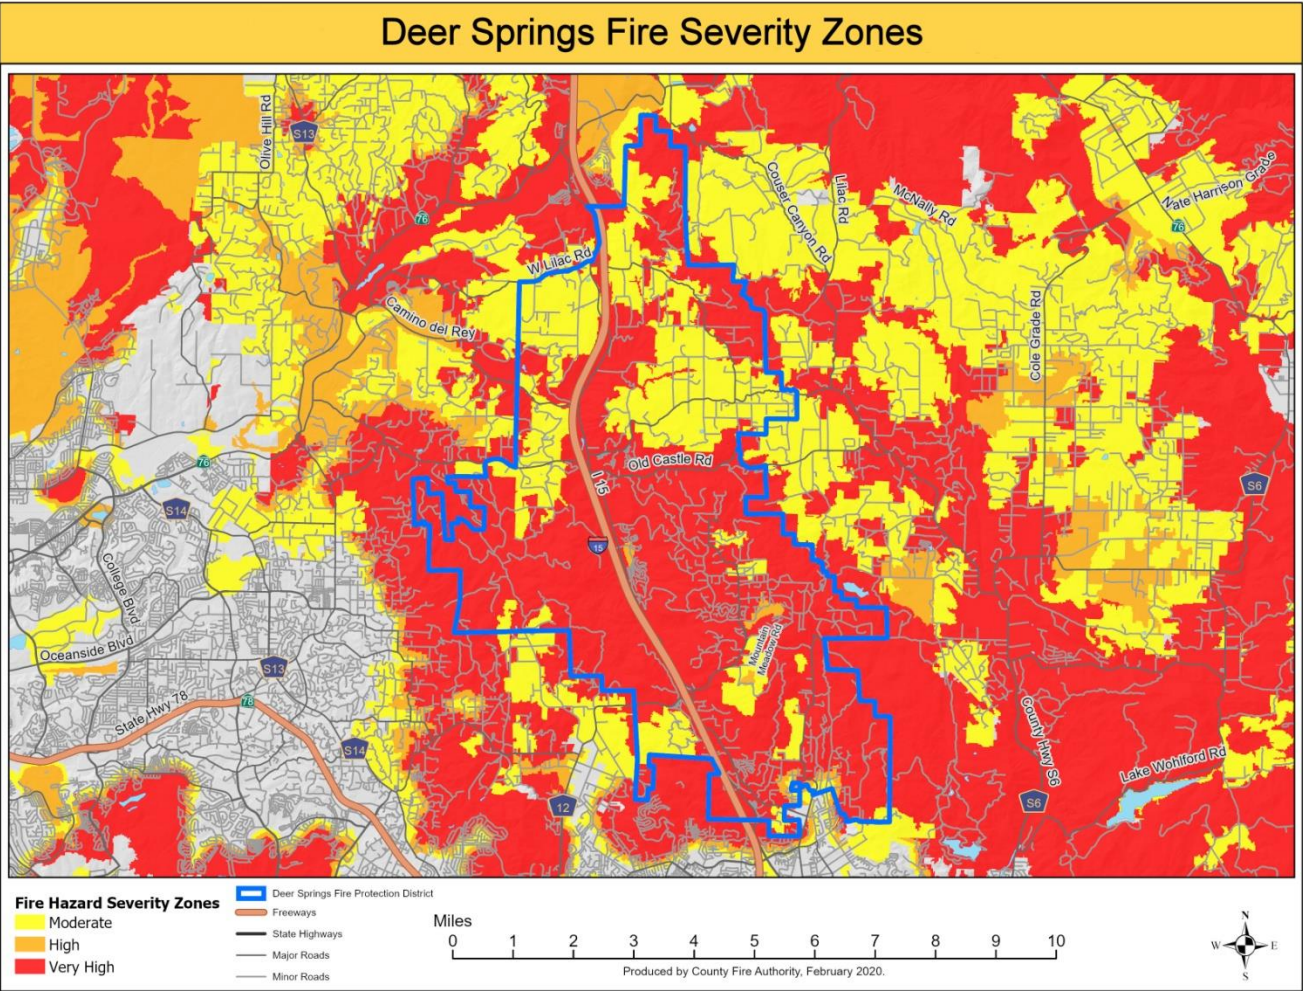 Deer Springs Fire Severity Zones
Olive Hill Rd
S13
76
W Lilac Rd
Camino del Rey
Couser Canyon Rd
Lilac Rd
McNally Rd
Nate Harrison Grade
76
Cole Grade Rd
76
S14
Old Castle Rd
I 15
15
S6
College Blvd
Oceanside Blvd
S13
State Hwy 78
78
S14
Mountain
Meadow Rd
County Hwy S6
Lake Wohlford Rd
12
S6
Fire Hazard Severity Zones
Moderate
High
Very High
Deer Springs Fire Protection District
Freeways
State Highways
Major Roads
Minor Roads
Miles
0 1 2 3 4 5 6 7 8 9 10
Produced by County Fire Authority, February 2020.
N
W E
S